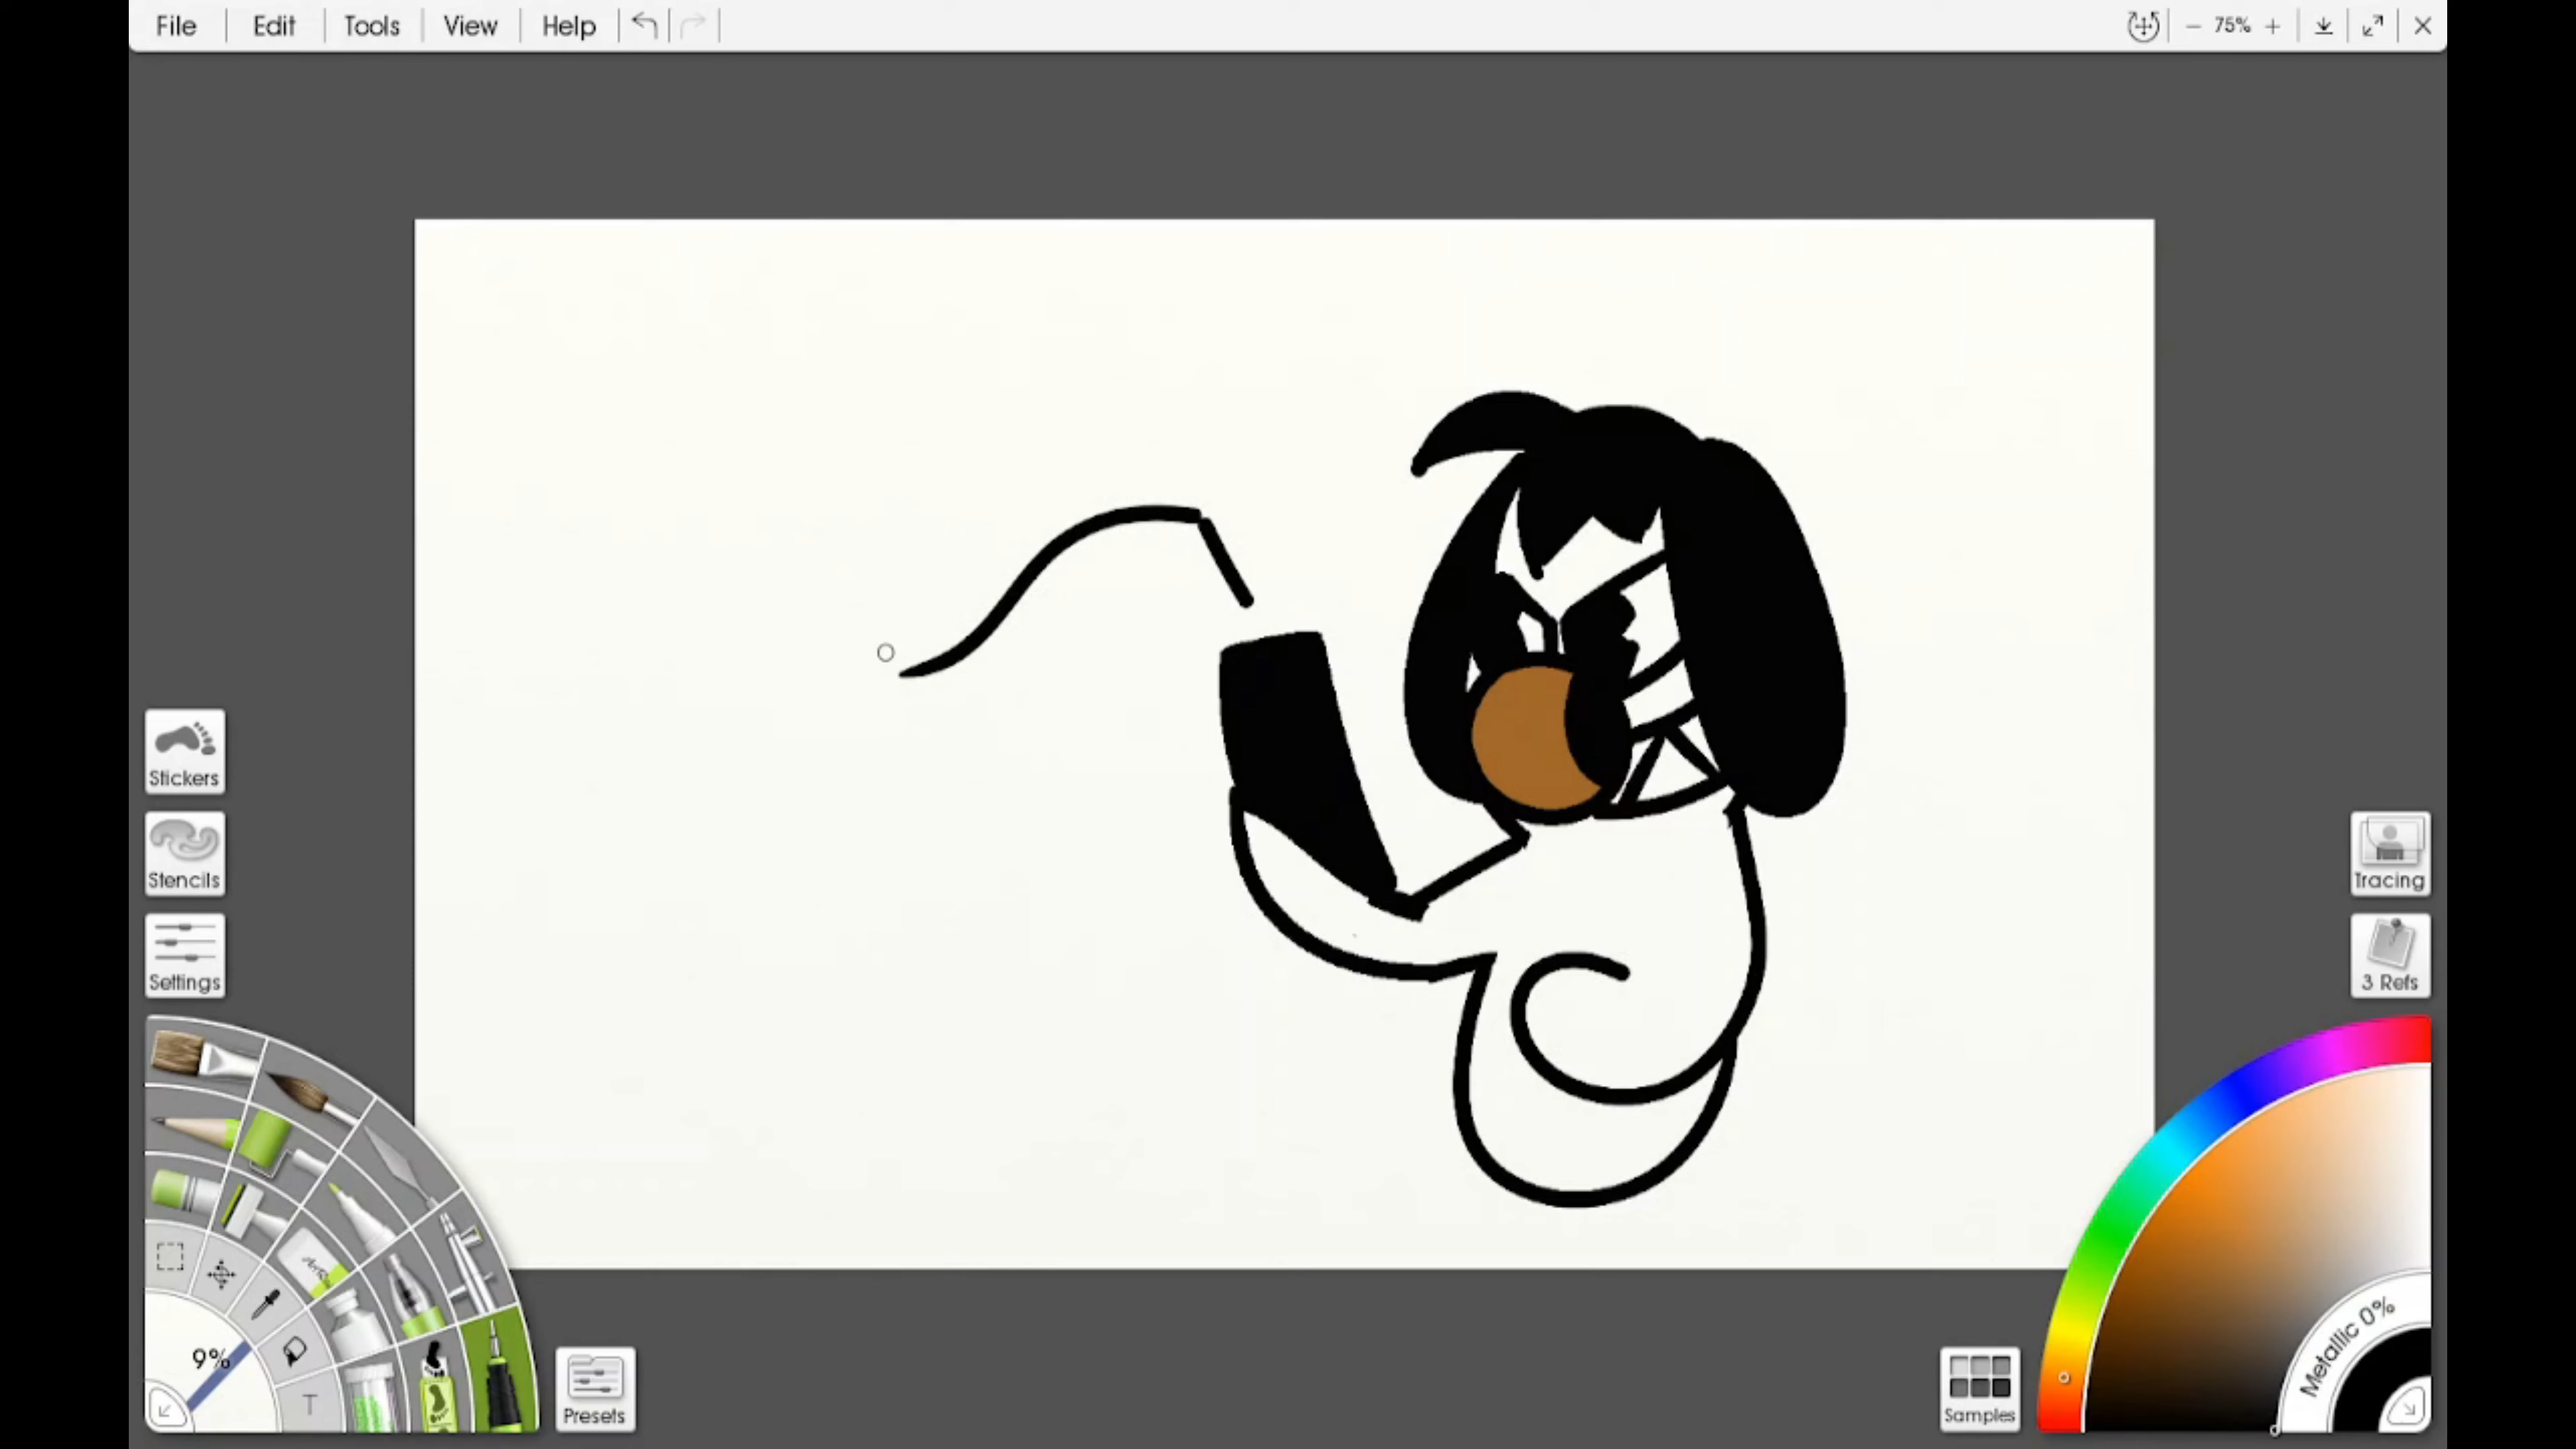 File Edit Tools View Help 75%
Stickers
Stencils
Settings
Tracing
3 Refs
9%
T
Presets
Samples
Metallic 0%